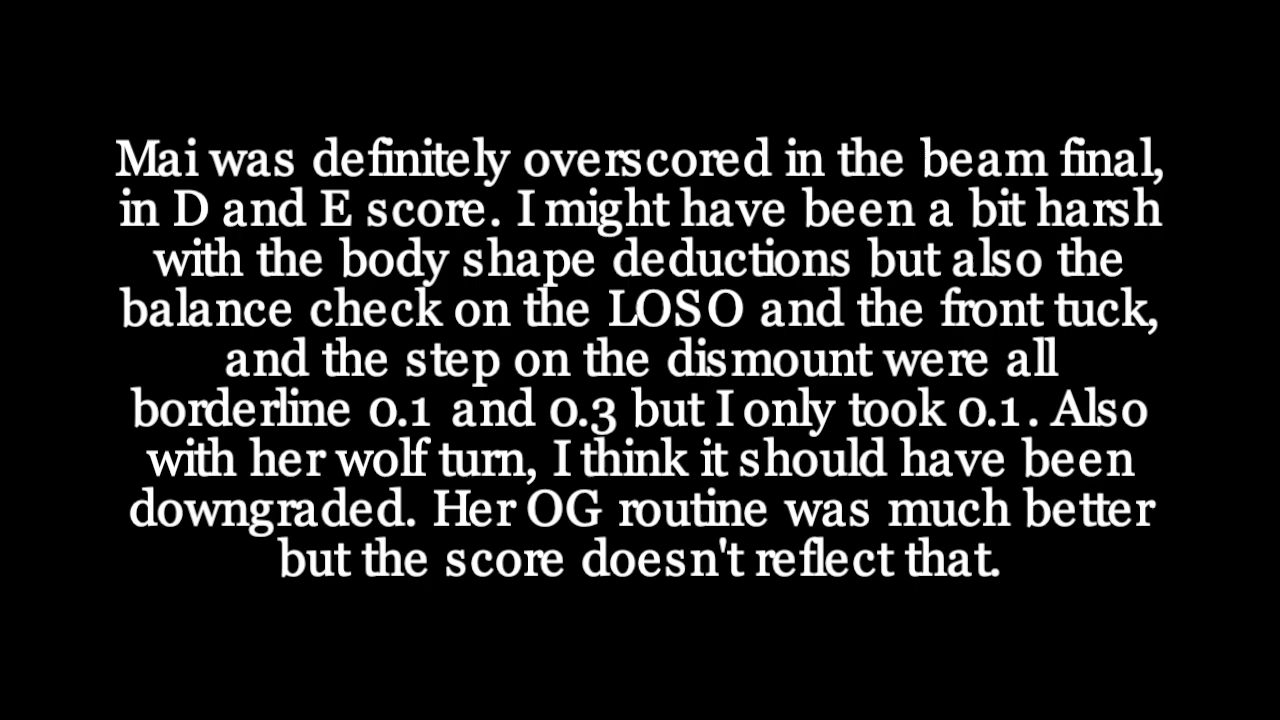 Mai was definitely overscored in the beam final,
in D and E score. I might have been a bit harsh
with the body shape deductions but also the
balance check on the LOSO and the front tuck,
and the step on the dismount were all
borderline 0.1 and 0.3 but I only took 0.1. Also
with her wolf turn, I think it should have been
downgraded. Her OG routine was much better
but the score doesn't reflect that.